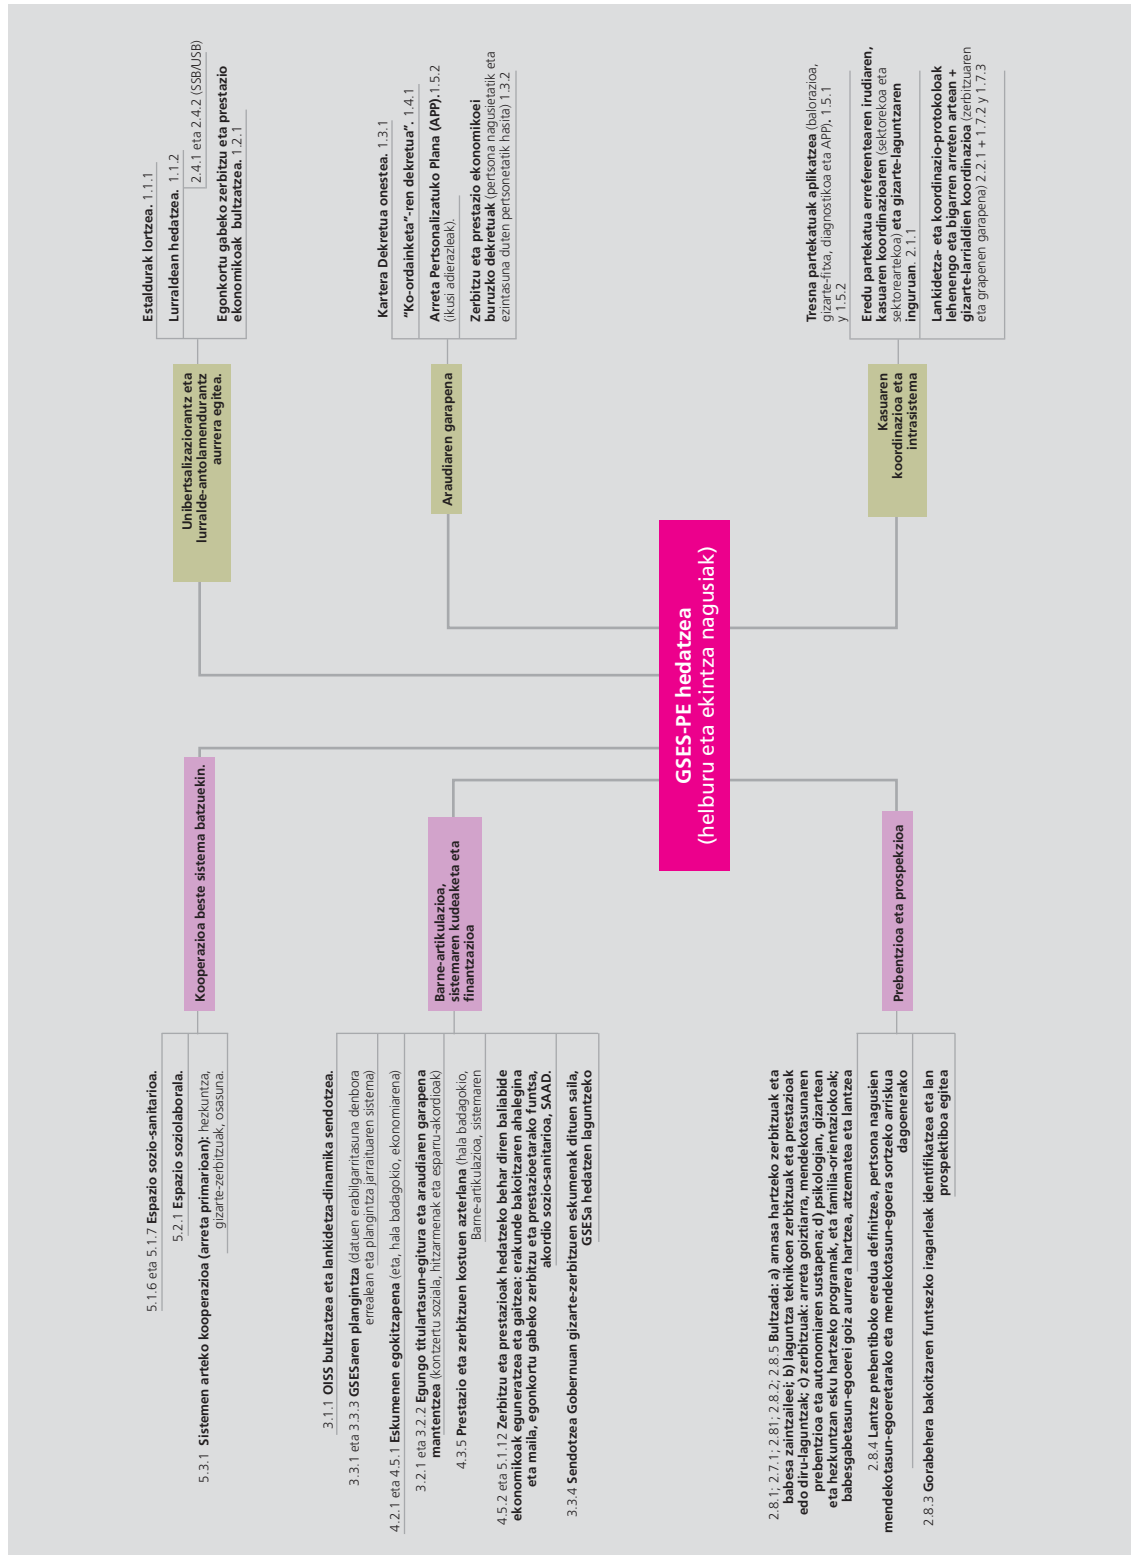 5.1.6 eta 5.1.7 Espazio sozio-sanitarioa.
5.2.1 Espazio soziolaborala.
5.3.1 Sistemen arteko kooperazioa (arreta primarioan): hezkuntza,
gizarte-zerbitzuak, osasuna.
Kooperazioa beste sistema batzuekin.
Unibertsalizaziorantz eta
lurralde-antolamendurantz
aurrera egitea.
Estaldurak lortzea. 1.1.1
Lurraldean hedatzea. 1.1.2
2.4.1 eta 2.4.2 (SSB/USB)
Egonkortu gabeko zerbitzu eta prestazio
ekonomikoak bultzatzea. 1.2.1
3.1.1 OISS bultzatzea eta lankidetza-dinamika sendotzea.
3.3.1 eta 3.3.3 GSESaren plangintza (datuen erabilgarritasuna denbora
errealean eta plangintza jarraituaren sistema)
4.2.1 eta 4.5.1 Eskumenen egokitzapena (eta, hala badagokio, ekonomiarena)
3.2.1 eta 3.2.2 Egungo titulartasun-egitura eta araudiaren garapena
mantentzea (kontzertu soziala, hitzarmenak eta esparru-akordioak)
4.3.5 Prestazio eta zerbitzuen kostuen azterlana (hala badagokio,
Barne-artikulazioa, sistemaren
4.5.2 eta 5.1.12 Zerbitzu eta prestazioak hedatzeko behar diren baliabide
ekonomikoak eguneratzea eta gaitzea: erakunde bakoitzaren ahalegina
eta maila, egonkortu gabeko zerbitzu eta prestazioetarako funtsa,
akordio sozio-sanitarioa, SAAD.
3.3.4 Sendotzea Gobernuan gizarte-zerbitzuen eskumenak dituen saila,
GSESa hedatzen laguntzeko
Barne-artikulazioa,
sistemaren kudeaketa eta
finantzazioa
Araudiaren garapena
Kartera Dekretua onestea. 1.3.1
"Ko-ordainketa"-ren dekretua". 1.4.1
Arreta Pertsonalizatuko Plana (APP).1.5.2
(ikusi adierazleak).
Zerbitzu eta prestazio ekonomikoei
buruzko dekretuak (pertsona nagusietatik eta
ezintasuna duten pertsonetatik hasita) 1.3.2
GSES-PE hedatzea
(helburu eta ekintza nagusiak)
2.8.1; 2.7.1; 2.81; 2.8.2; 2.8.5 Bultzada: a) arnasa hartzeko zerbitzuak eta
babesa zaintzaileei; b) laguntza teknikoen zerbitzuak eta prestazioak
edo diru-laguntzak; c) zerbitzuak: arreta goiztiarra, mendekotasunaren
prebentzioa eta autonomiaren sustapena; d) psikologian, gizartean
eta hezkuntzan esku hartzeko programak, eta familia-orientaziokoak;
babesgabetasun-egoerei goiz aurrera hartzea, atzematea eta lantzea
2.8.4 Lantze prebentiboko eredua definitzea, pertsona nagusien
mendekotasun-egoeretarako eta mendekotasun-egoera sortzeko arriskua
dagoenerako
2.8.3 Gorabehera bakoitzaren funtsezko iragarleak identifikatzea eta lan
prospektiboa egitea
Prebentzioa eta prospekzioa
Kasuaren
koordinazioa eta
intrasistema
Tresna partekatuak aplikatzea (balorazioa,
gizarte-fitxa, diagnostikoa eta APP). 1.5.1
y 1.5.2
Eredu partekatua erreferentearen irudiaren,
kasuaren koordinazioaren (sektorekoa eta
sektoreartekoa) eta gizarte-laguntzaren
inguruan. 2.1.1
Lankidetza- eta koordinazio-protokoloak
lehenengo eta bigarren arreten artean +
gizarte-larrialdien koordinazioa (zerbitzuaren
eta grapenen garapena) 2.2.1 + 1.7.2 y 1.7.3